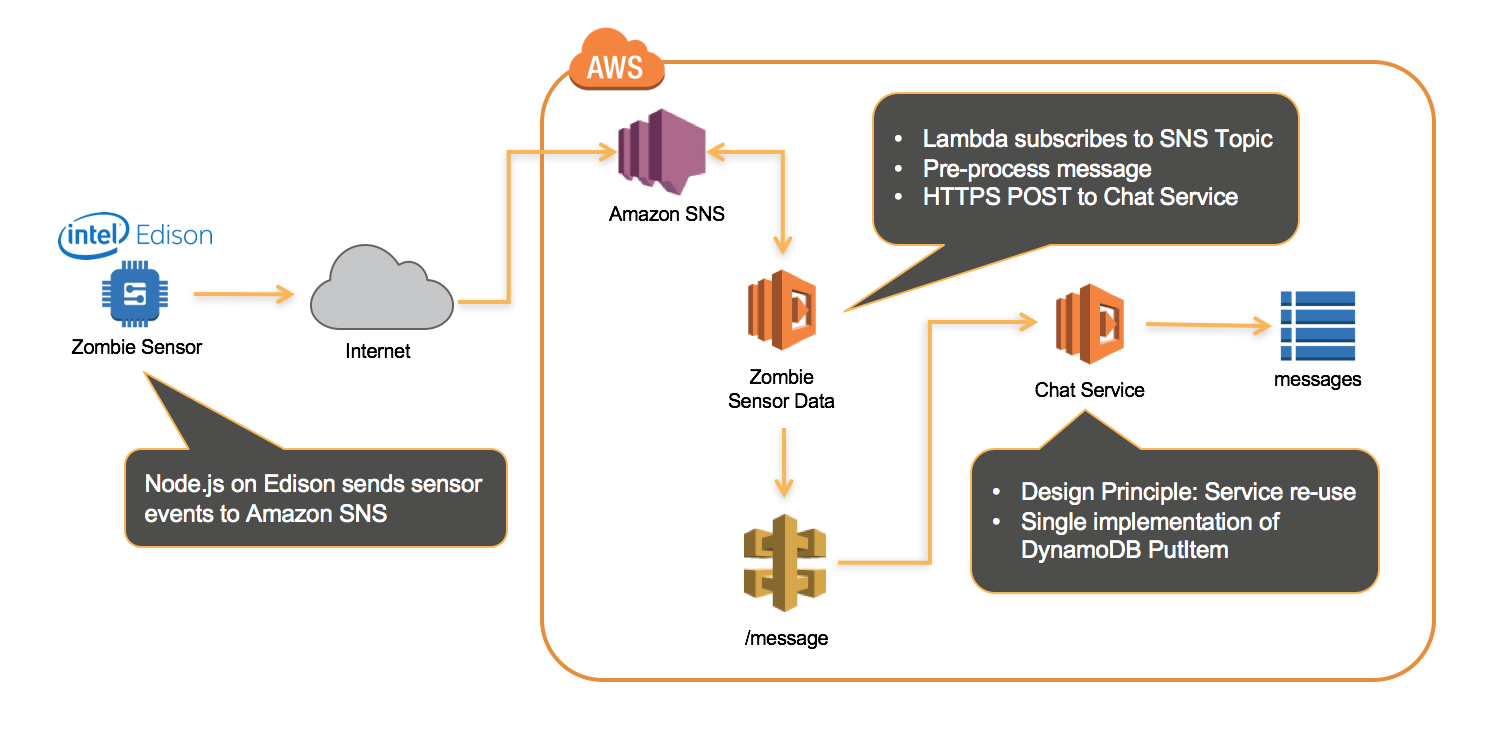 AWS
• Lambda subscribes to SNS Topic
• Pre-process message
• HTTPS POST to Chat Service
Amazon SNS
intel Edison
Zombie Sensor
Internet
Zombie
Sensor Data
Chat Service
messages
Node.js on Edison sends sensor
events to Amazon SNS
• Design Principle: Service re-use
• Single implementation of
DynamoDB PutItem
/message